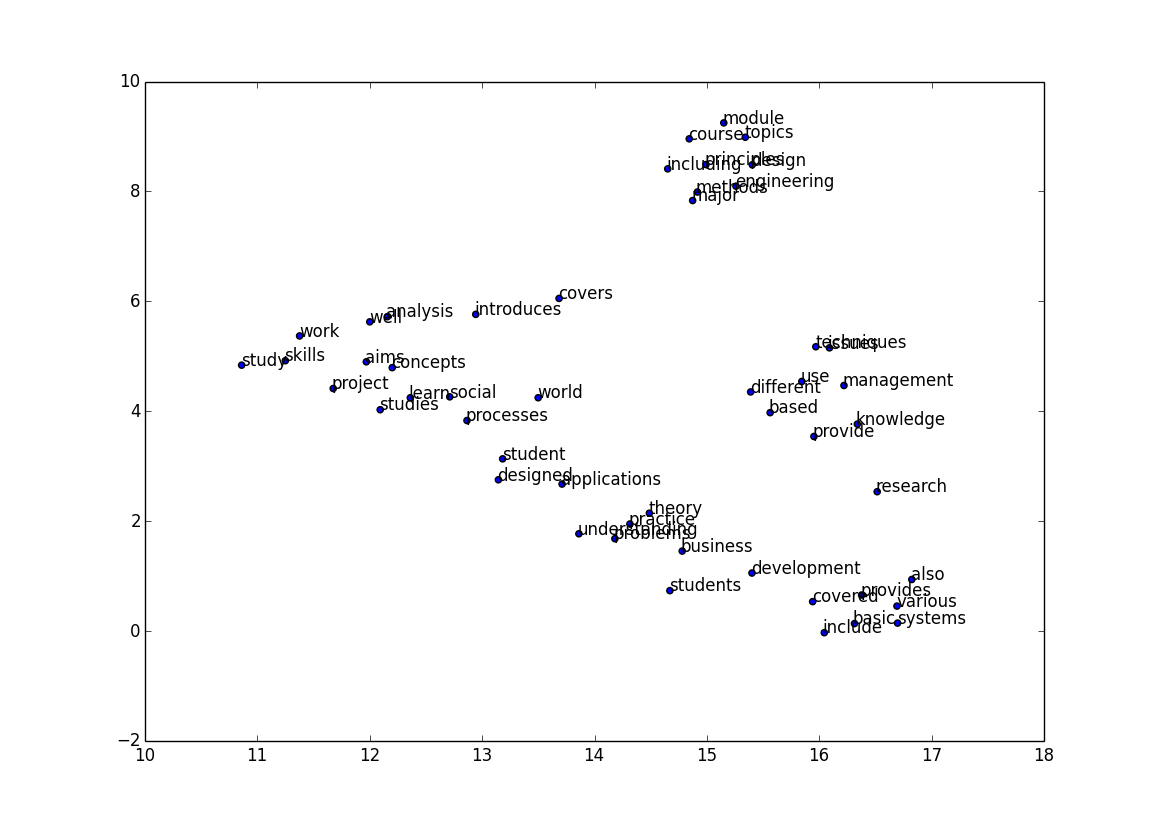 10
module
course
topics
principles
design
including
engineering
8
methods
major
covers
6
introduces
analysis
well
work
techniques
issues
study
skills
aims
concepts
use
management
project
different
learn
social
world
4
studies
based
processes
knowledge
provide
student
designed
applications
research
theory
2
practice
understanding
problems
business
development
also
students
covered
provides
various
0
include
basic
systems
−2
10 11 12 13 14 15 16 17 18